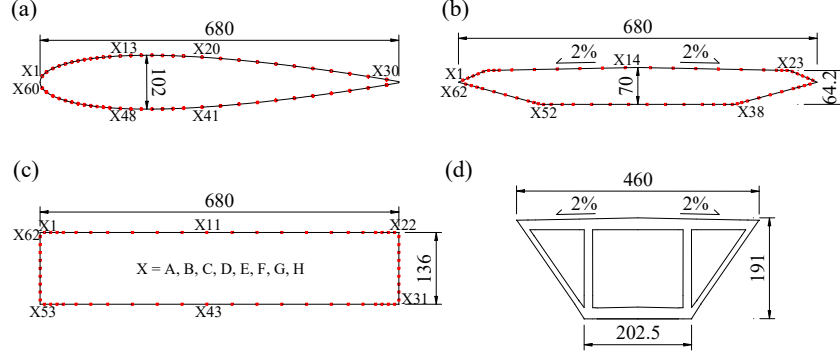 (a)
680
X13
X20
X1
X60
102
X30
X48
X41
(b)
680
2%
X14
2%
X1
X62
X23
70
64.2
X52
X38
(c)
680
X1
X62
X11
X22
X = A, B, C, D, E, F, G, H
136
X53
X43
X31
(d)
460
2%
2%
191
202.5